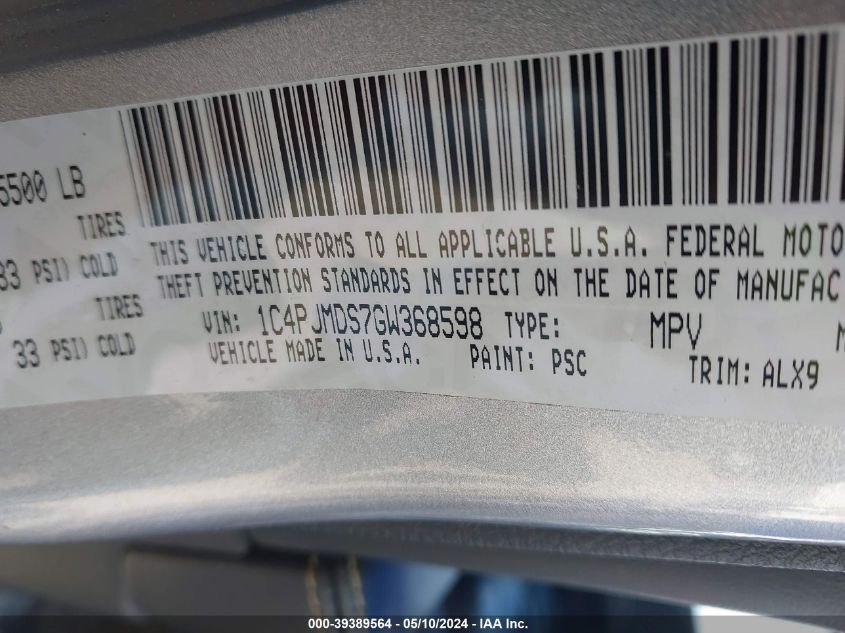 5500 LB
TIRES
33 PSI) COLD
TIRES
33 PSI) COLD
THIS VEHICLE CONFORMS TO ALL APPLICABLE U.S.A. FEDERAL MOTO
THEFT PREVENTION STANDARDS IN EFFECT ON THE DATE OF MANUFAC
VIN: 1C4PJMDS7GW368598 TYPE: MPV M
VEHICLE MADE IN U.S.A. PAINT: PSC TRIM: ALX9
000-39389564 - 05/10/2024 - IAA Inc.